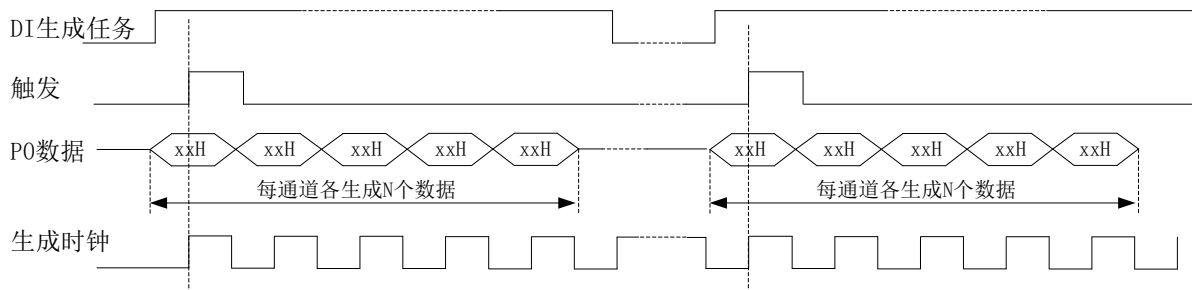 DI生成任务
触发
PO数据
xxH xxH xxH xxH xxH xxH xxH xxH xxH xxH
每通道各生成N个数据 每通道各生成N个数据
生成时钟